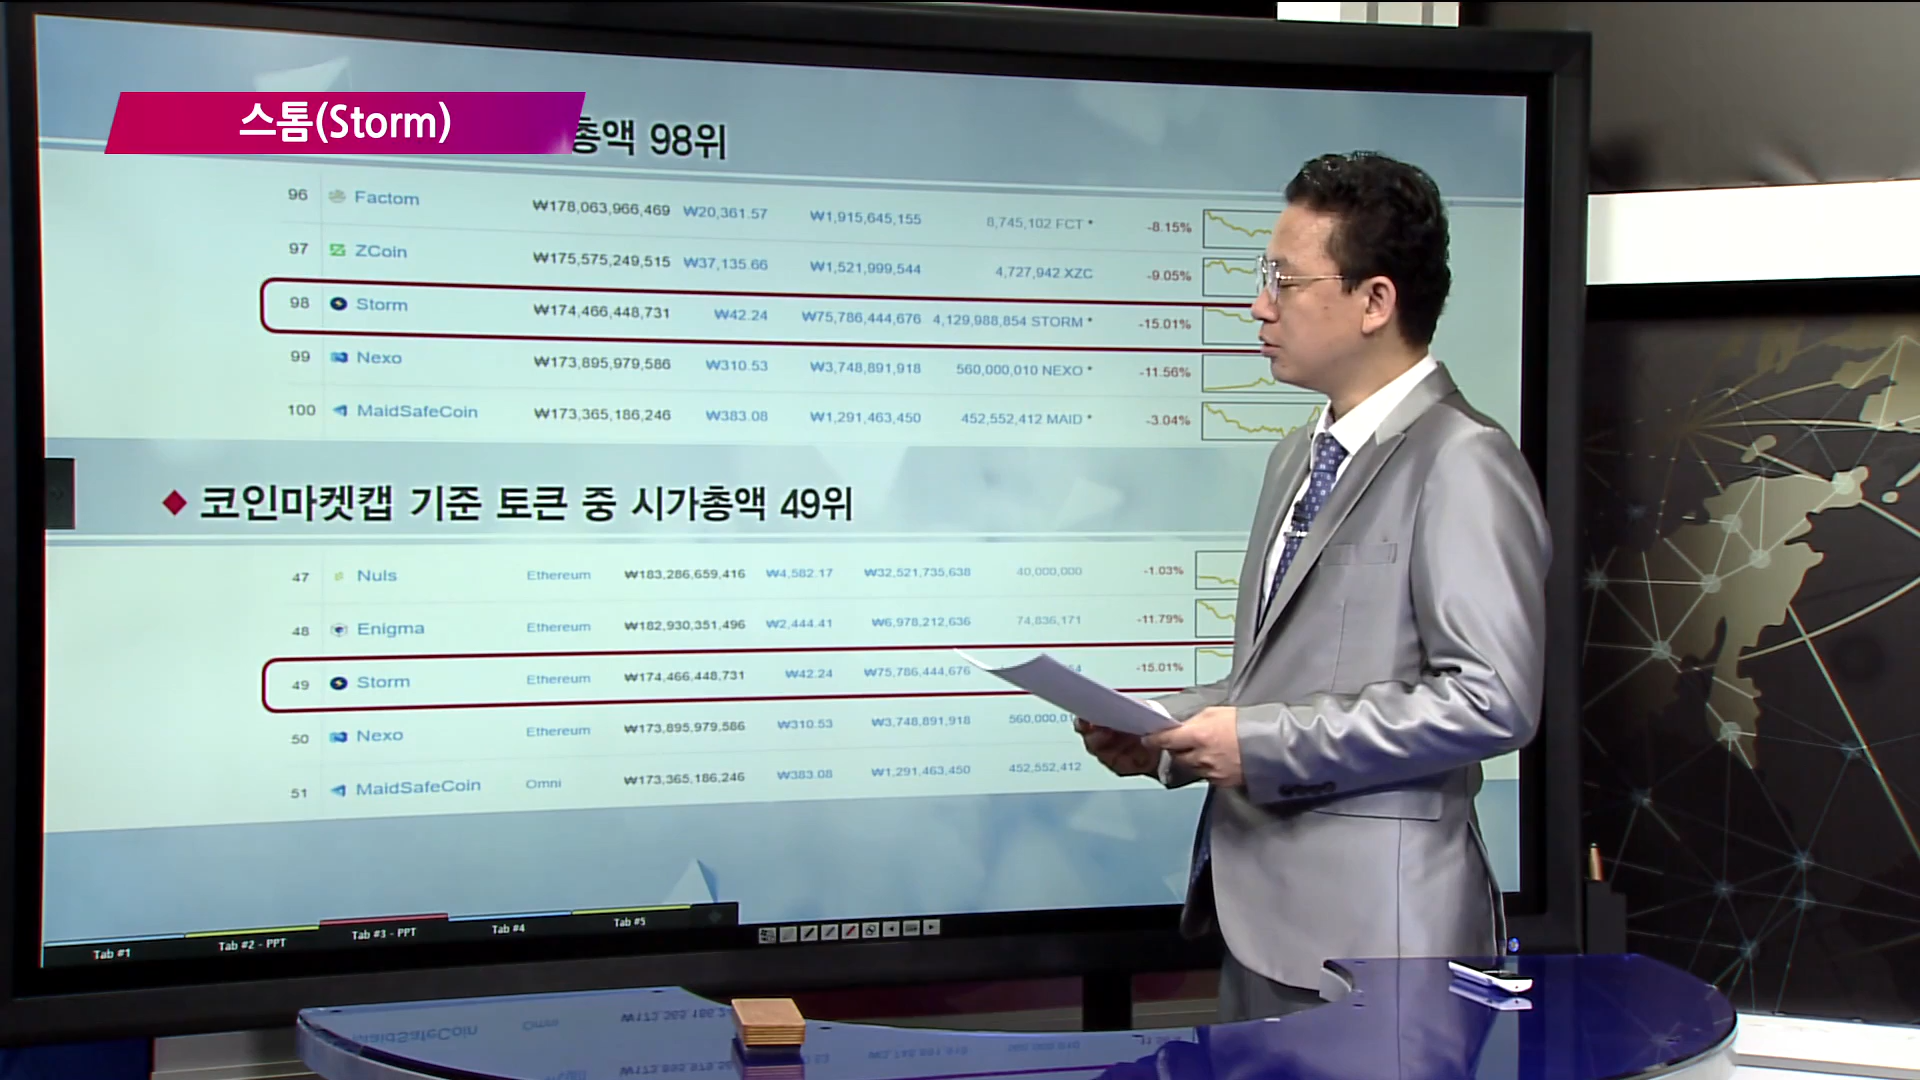 스톰(Storm)
총액 98위
96 Factom ₩178,063,966,469 ₩20,361.57 ₩1,915,645,155 8,745,102 FCT * -8.15%
97 ZCoin ₩175,575,249,515 ₩37,135.66 ₩1,521,999,544 4,727,942 XZC -9.05%
98 Storm ₩174,466,448,731 ₩42.24 ₩75,786,444,676 4,129,988,854 STORM * -15.01%
99 Nexo ₩173,895,979,586 ₩310.53 ₩3,748,891,918 560,000,010 NEXO * -11.56%
100 MaidSafeCoin ₩173,365,186,246 ₩383.08 ₩1,291,463,450 452,552,412 MAID * -3.04%
◆ 코인마켓캡 기준 토큰 중 시가총액 49위
47 Nuls Ethereum ₩183,286,659,416 ₩4,582.17 ₩32,521,735,638 40,000,000 -1.03%
48 Enigma Ethereum ₩182,930,351,496 ₩2,444.41 ₩6,978,212,636 74,836,171 -11.79%
49 Storm Ethereum ₩174,466,448,731 ₩42.24 ₩75,786,444,676 -15.01%
50 Nexo Ethereum ₩173,895,979,586 ₩310.53 ₩3,748,891,918 560,000,01
51 MaidSafeCoin Omni ₩173,365,186,246 ₩383.08 ₩1,291,463,450 452,552,412
Tab #1 Tab #2 - PPT Tab #3 - PPT Tab #4 Tab #5